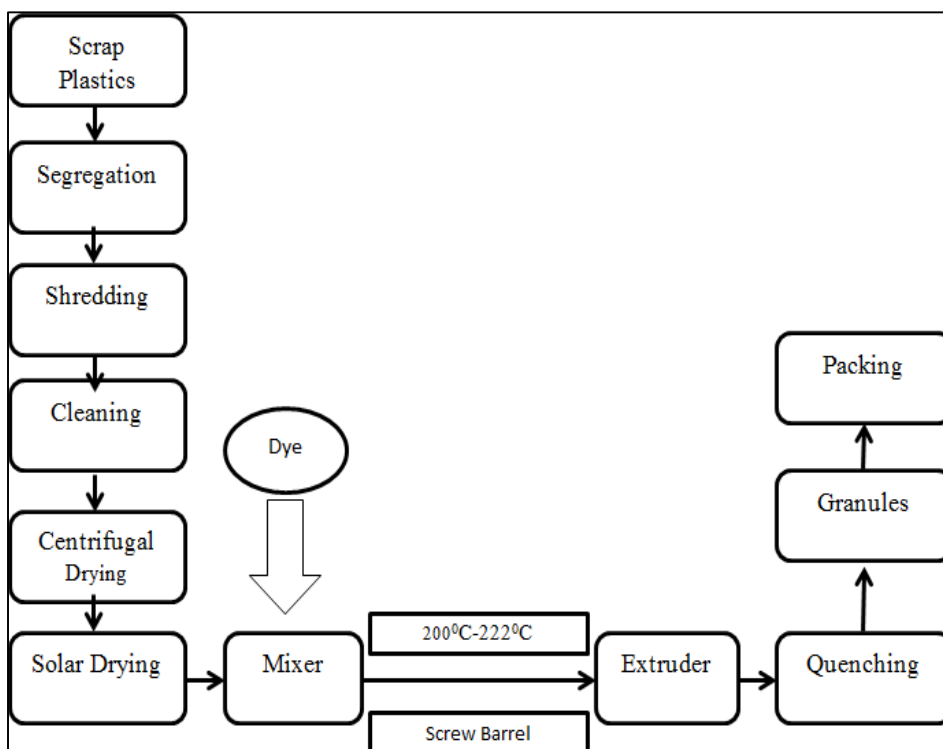 Scrap
Plastics
Segregation
Shredding
Cleaning
Centrifugal
Drying
Solar Drying
Dye
Mixer
200⁰C-222⁰C
Screw Barrel
Extruder
Quenching
Granules
Packing